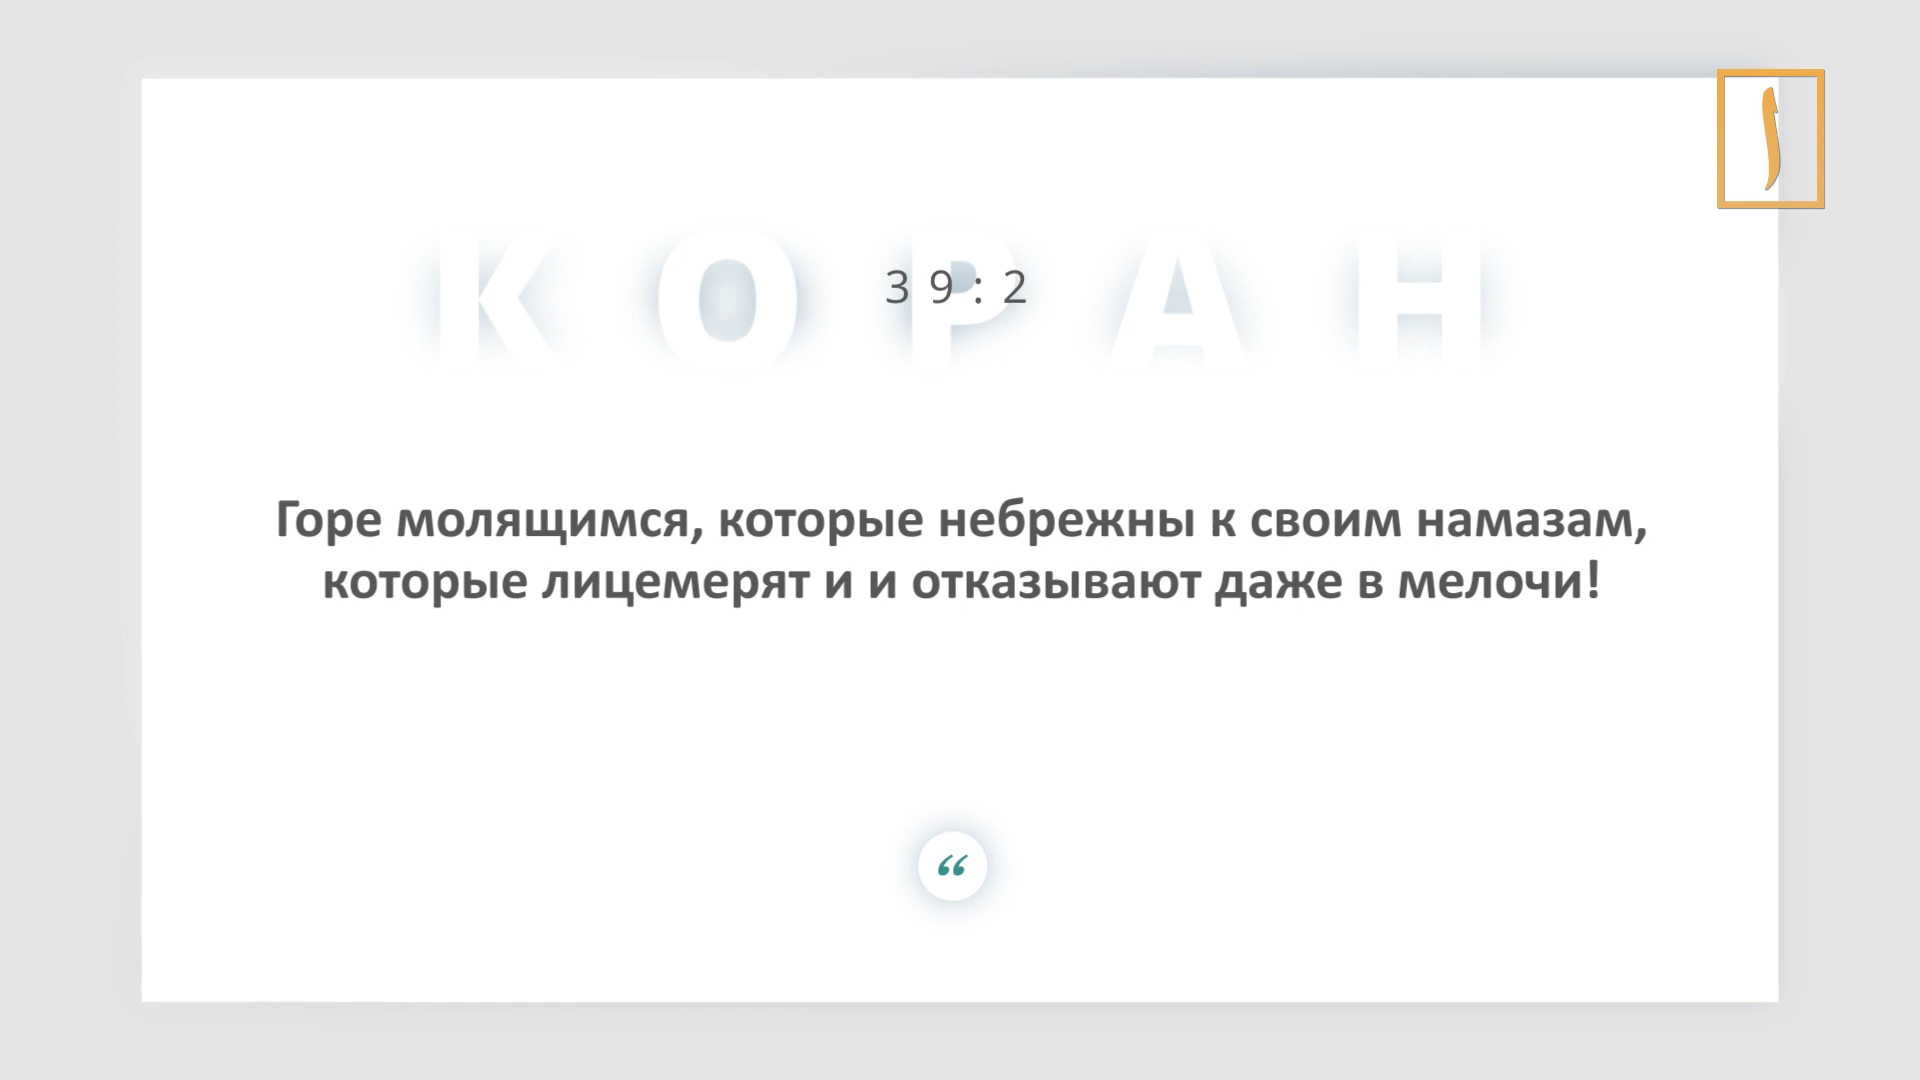 КОРАН
39:2
Горе молящимся, которые небрежны к своим намазам,
которые лицемерят и и отказывают даже в мелочи!
“